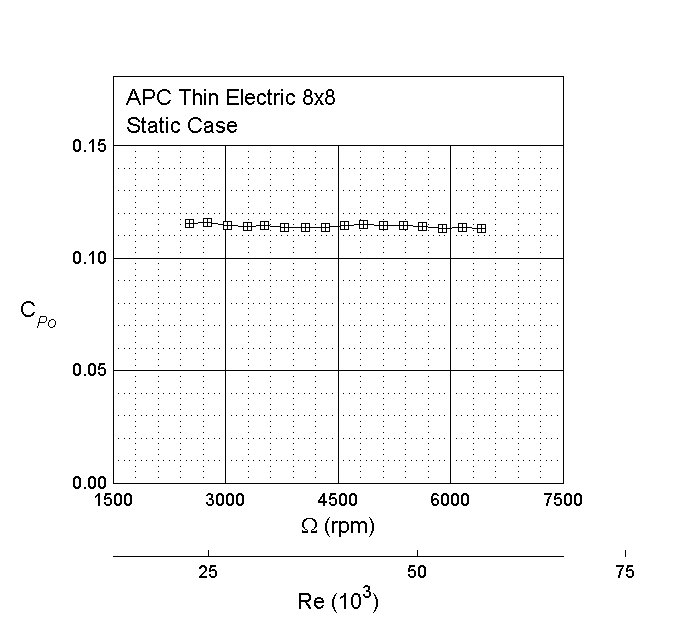 APC Thin Electric 8x8
Static Case
0.15
0.10
C_Po
0.05
0.00
1500 3000 4500 6000 7500
Ω (rpm)
25 50 75
Re (10³)